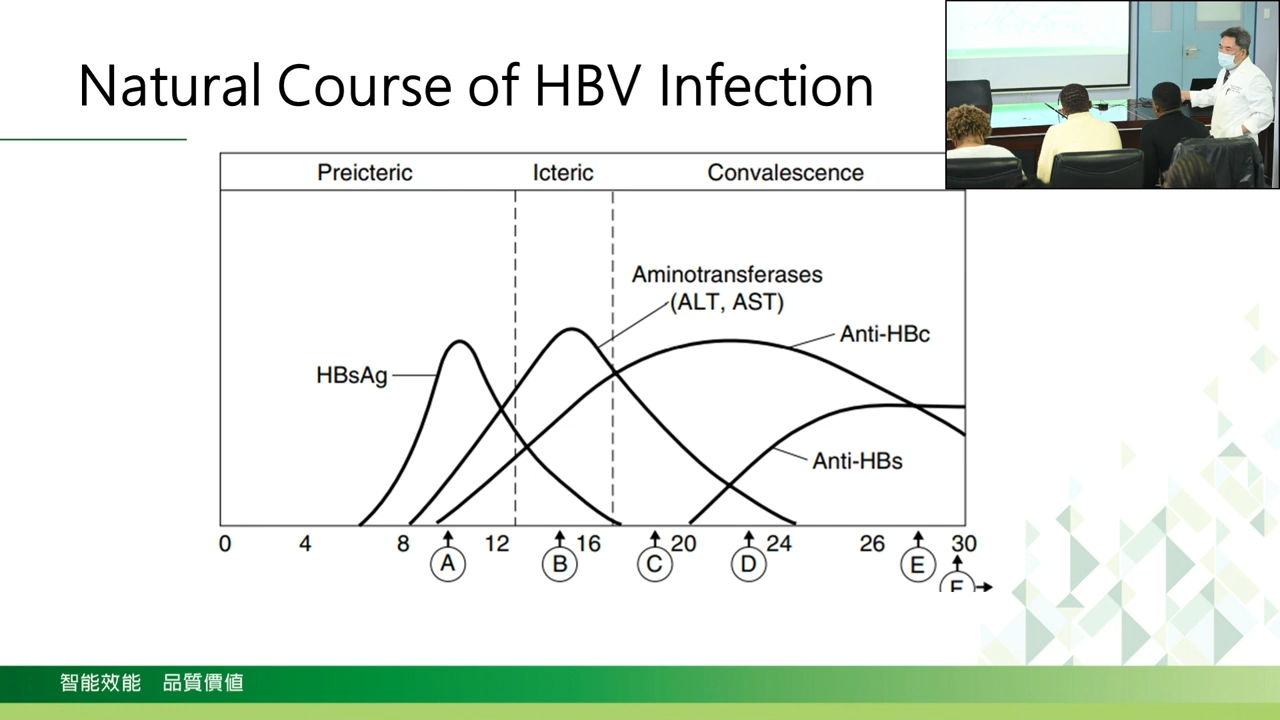 Natural Course of HBV Infection
Preicteric Icteric Convalescence
Aminotransferases
(ALT, AST)
Anti-HBc
HBsAg
Anti-HBs
0 4 8 12 16 20 24 26 30
A B C D E
智能效能 品質價值